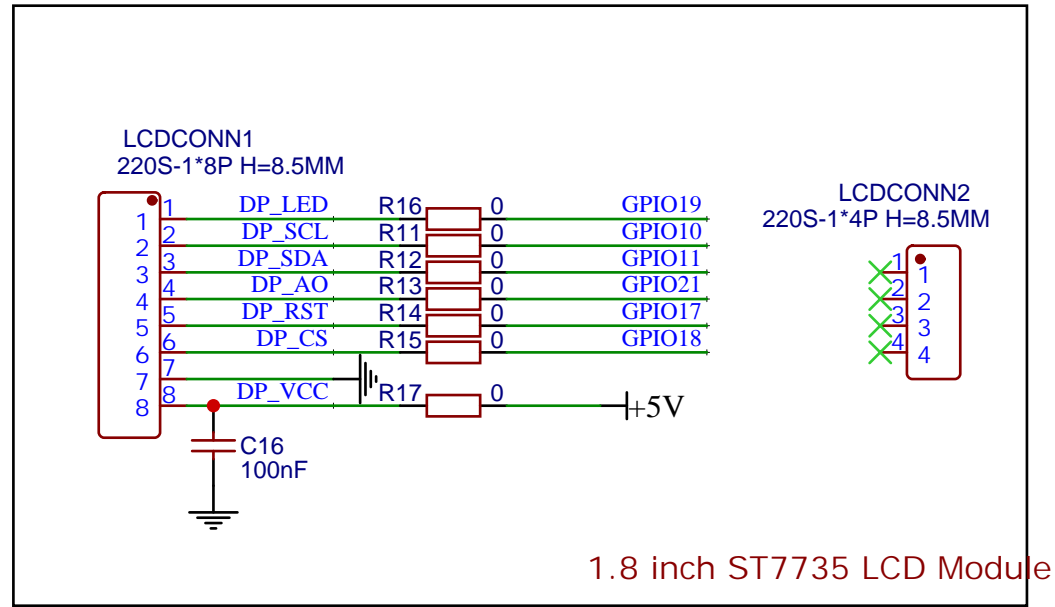 LCDCONN1
220S-1*8P H=8.5MM
1 1 DP_LED R16 0 GPIO19
2 2 DP_SCL R11 0 GPIO10
3 3 DP_SDA R12 0 GPIO11
4 4 DP_AO R13 0 GPIO21
5 5 DP_RST R14 0 GPIO17
6 6 DP_CS R15 0 GPIO18
7 7
8 8 DP_VCC R17 0 +5V
C16
100nF
LCDCONN2
220S-1*4P H=8.5MM
1 1
2 2
3 3
4 4
1.8 inch ST7735 LCD Module